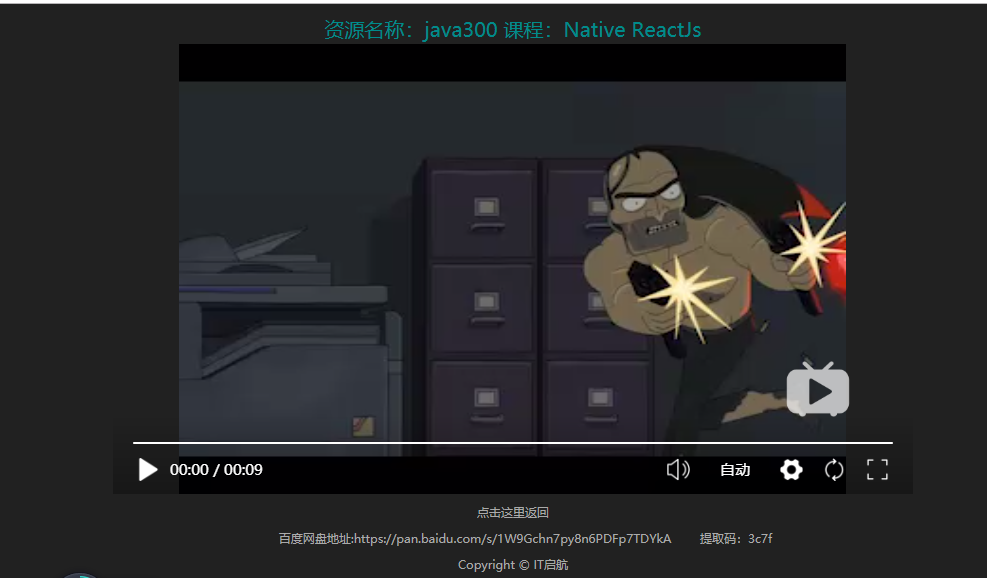 资源名称：java300 课程：Native ReactJs
00:00 / 00:09 自动
点击这里返回
百度网盘地址:https://pan.baidu.com/s/1W9Gchn7py8n6PDFp7TDYkA 提取码：3c7f
Copyright © IT启航